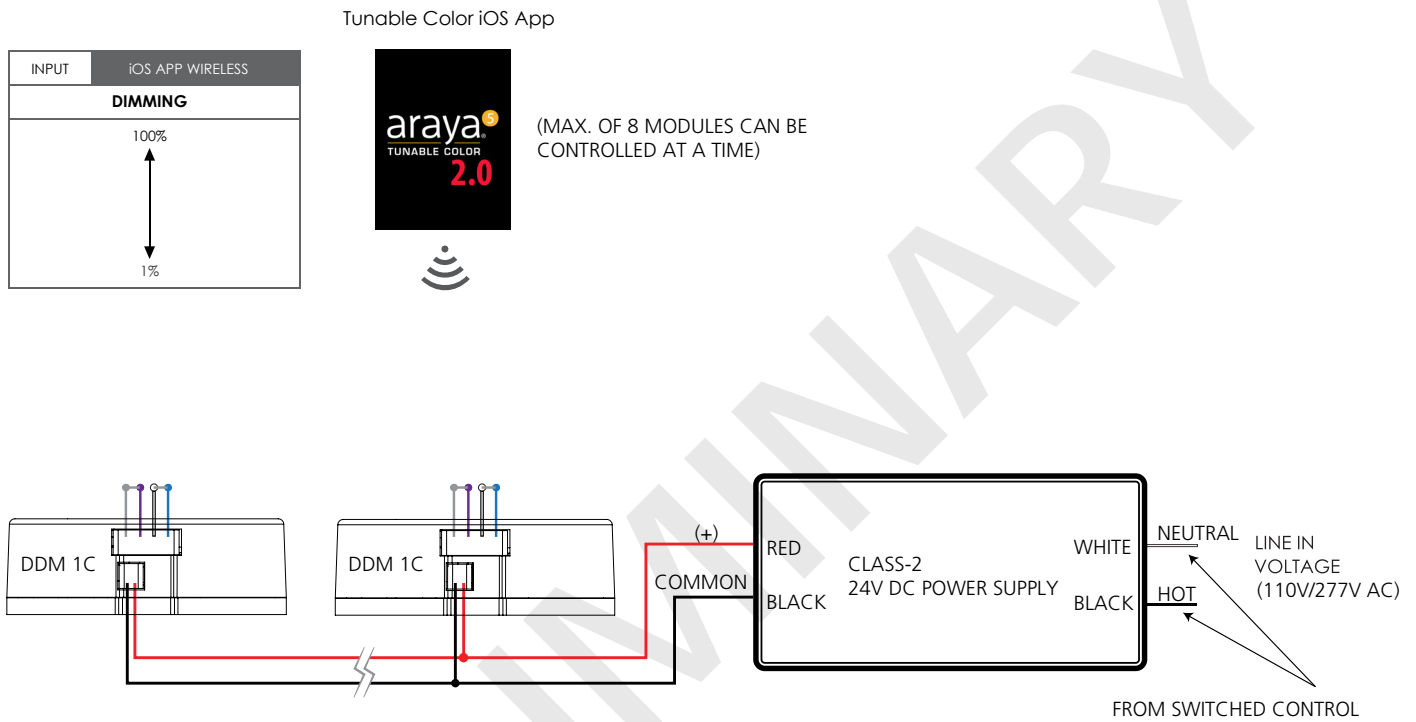 Tunable Color iOS App
INPUT iOS APP WIRELESS
DIMMING
100%
1%
araya.5
TUNABLE COLOR
2.0
(MAX. OF 8 MODULES CAN BE
CONTROLLED AT A TIME)
DDM 1C
DDM 1C
(+)
COMMON
RED
BLACK
CLASS-2
24V DC POWER SUPPLY
WHITE
BLACK
NEUTRAL
HOT
LINE IN
VOLTAGE
(110V/277V AC)
FROM SWITCHED CONTROL
IMINARY